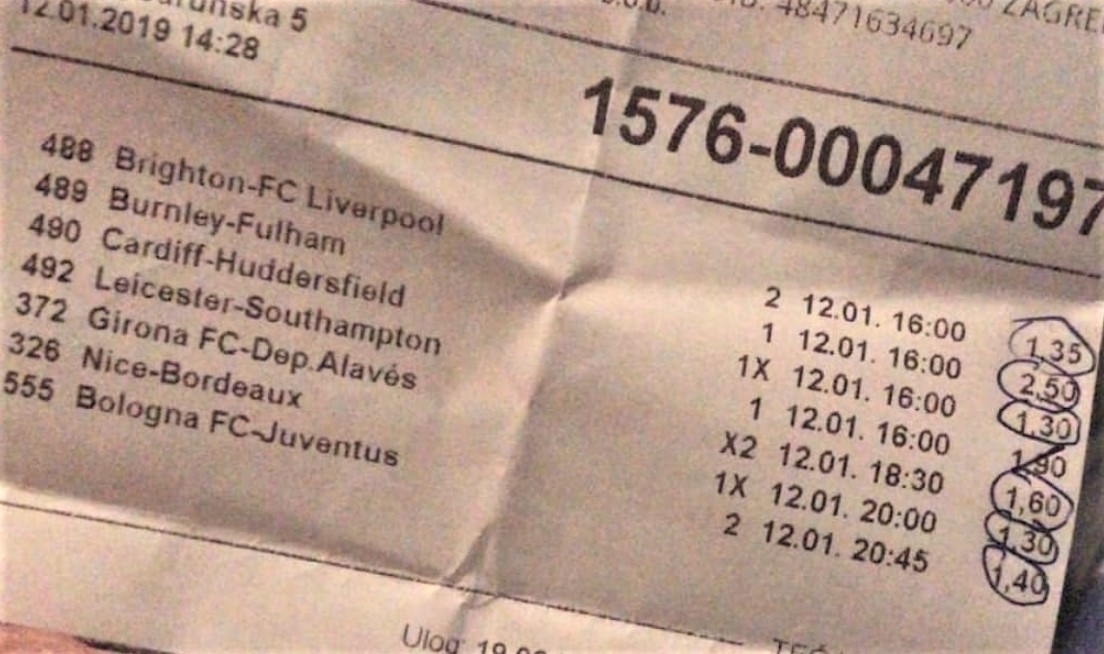 5
12.01.2019 14:28
48471634697
1576-00047197
488 Brighton-FC Liverpool 2 12.01. 16:00 1,35
489 Burnley-Fulham 1 12.01. 16:00 2,50
490 Cardiff-Huddersfield 1X 12.01. 16:00 1,30
492 Leicester-Southampton 1 12.01. 16:00 1,90
372 Girona FC-Dep.Alavés X2 12.01. 18:30 1,60
326 Nice-Bordeaux 1X 12.01. 20:00 1,30
555 Bologna FC-Juventus 2 12.01. 20:45 1,40
Ulog: